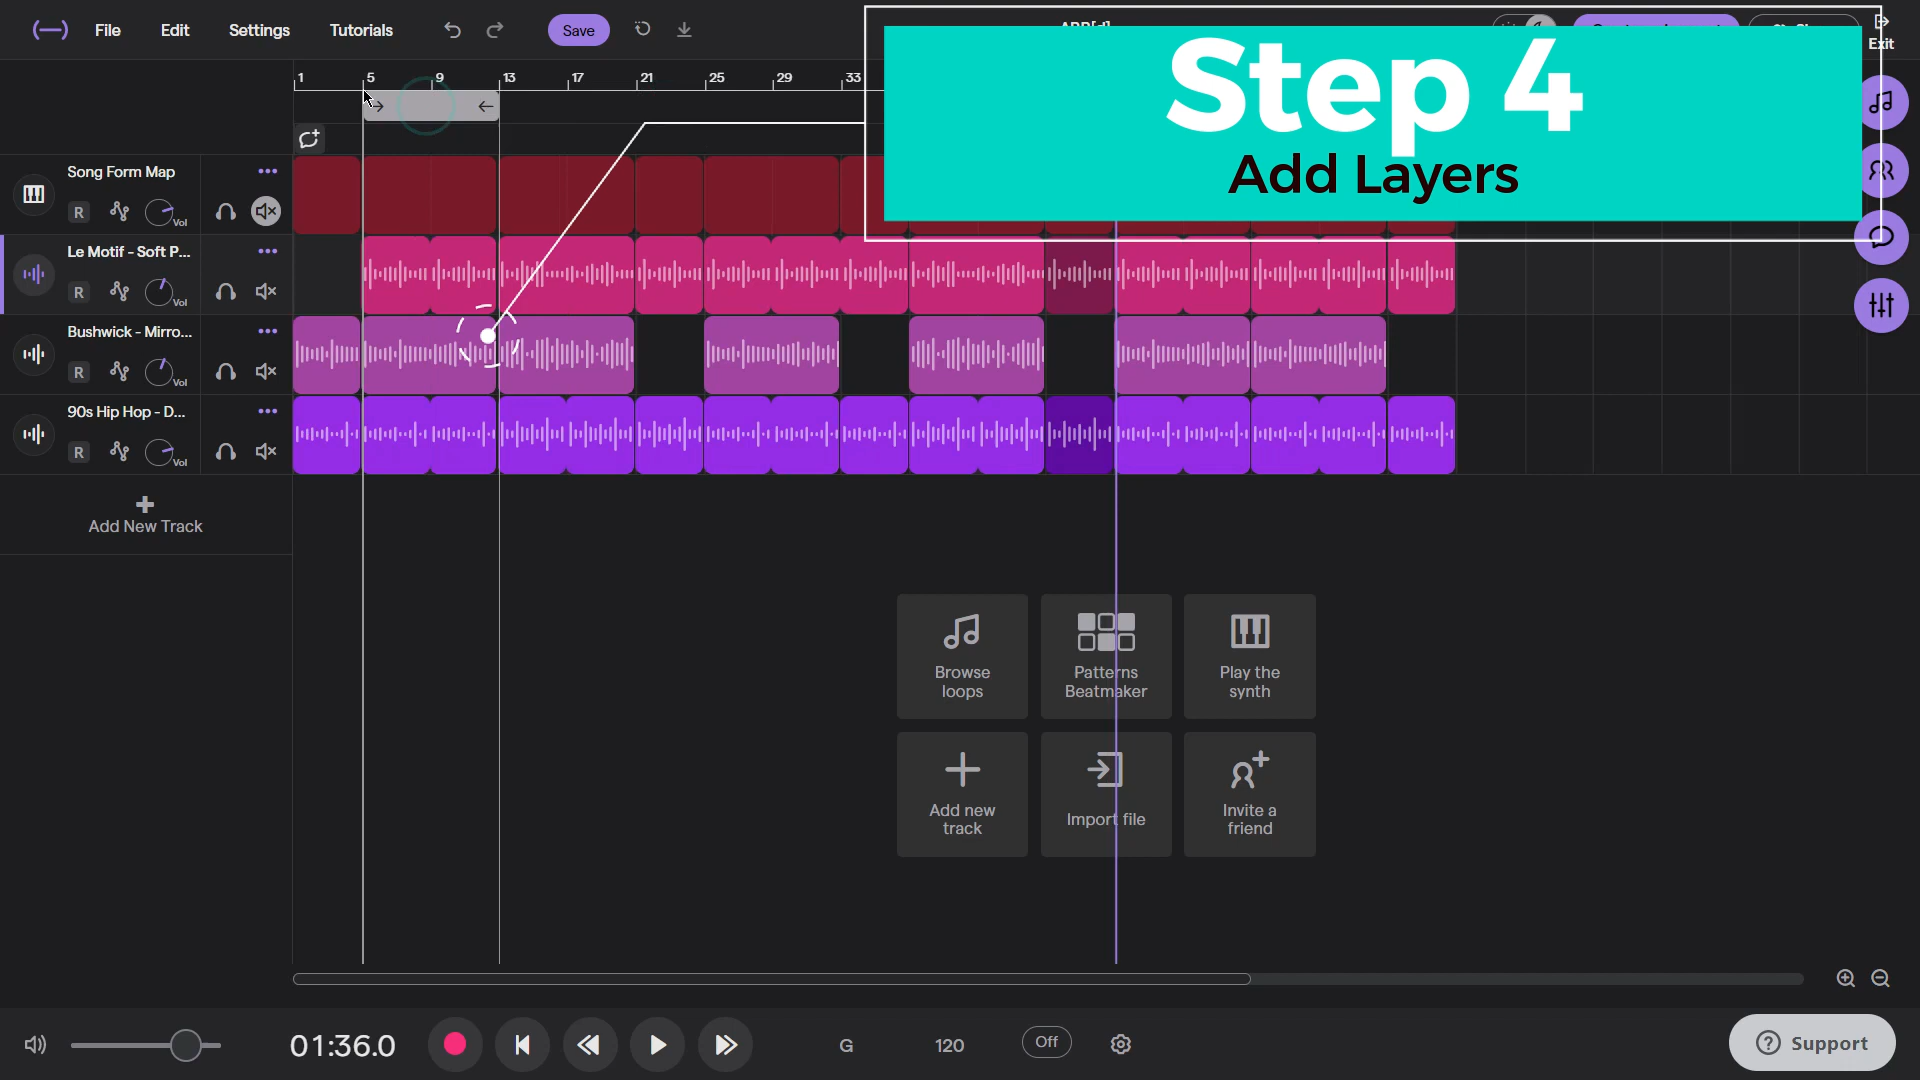 File Edit Settings Tutorials Save
Exit
Step 4
Add Layers
1 5 9 13 17 21 25 29 33
Song Form Map
R Vol
Le Motif - Soft P...
R Vol
Bushwick - Mirro...
R Vol
90s Hip Hop - D...
R Vol
Add New Track
Browse
loops
Patterns
Beatmaker
Play the
synth
Add new
track
Import file
Invite a
friend
01:36.0 G 120 Off
Support